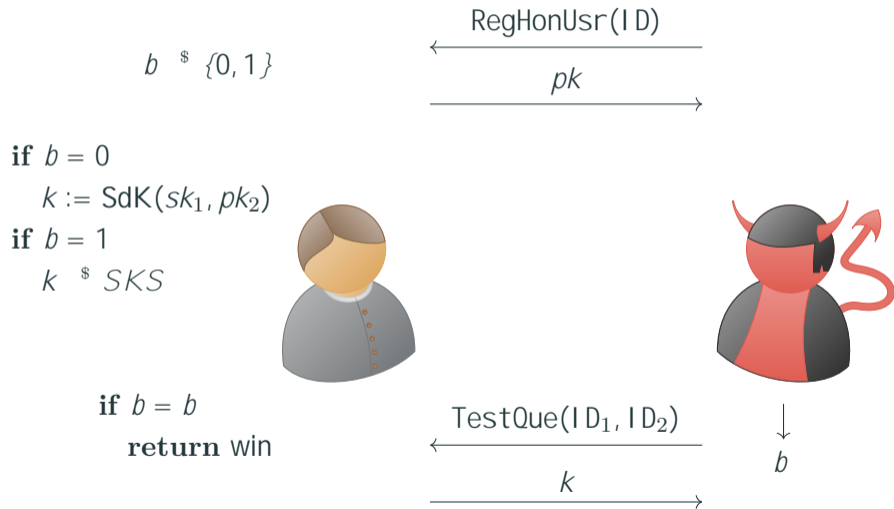 RegHonUsr(ID)
b $ {0, 1}
pk
if b = 0
k := SdK(sk₁, pk₂)
if b = 1
k $ SKS
if b = b
return win
TestQue(ID₁, ID₂)
b
k